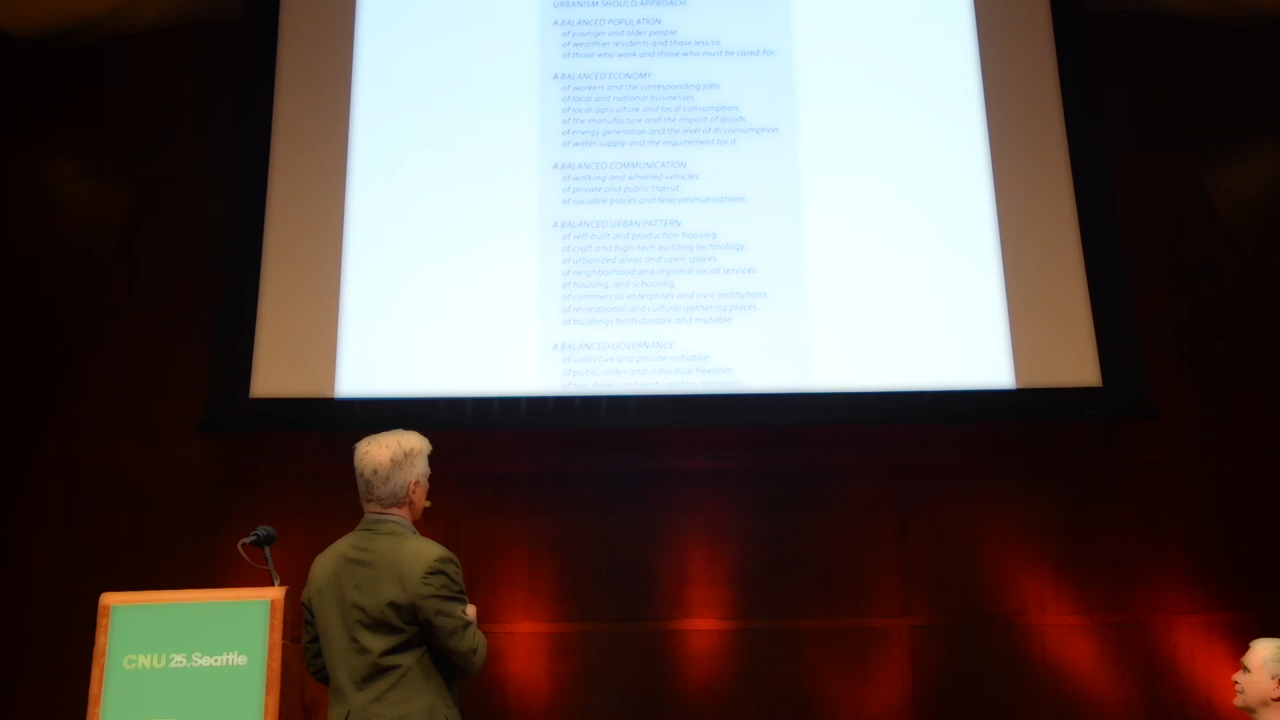 URBANISM SHOULD APPROACH:
A BALANCED POPULATION
of younger and older people.
of wealthier residents and those less so.
of those who work and those who must be cared-for.
A BALANCED ECONOMY
of workers and the corresponding jobs.
of local and national businesses.
of local agriculture and local consumption.
of the manufacture and the import of goods.
of energy generation and the level of its consumption.
of water supply and the requirement for it.
A BALANCED COMMUNICATION
of walking and wheeled vehicles.
of private and public transit.
of sociable places and telecommunications.
A BALANCED URBAN PATTERN
of self-built and production housing.
of craft and high-tech building technology.
of urbanized areas and open spaces.
of neighborhood and regional social services.
of housing, and schooling.
of commercial enterprises and civic institutions.
of recreational and cultural gathering places.
of buildings both durable and mutable.
A BALANCED GOVERNANCE
of collective and private initiative.
of public order and individual freedom.
of top-down and participatory protocols.
CNU 25.Seattle